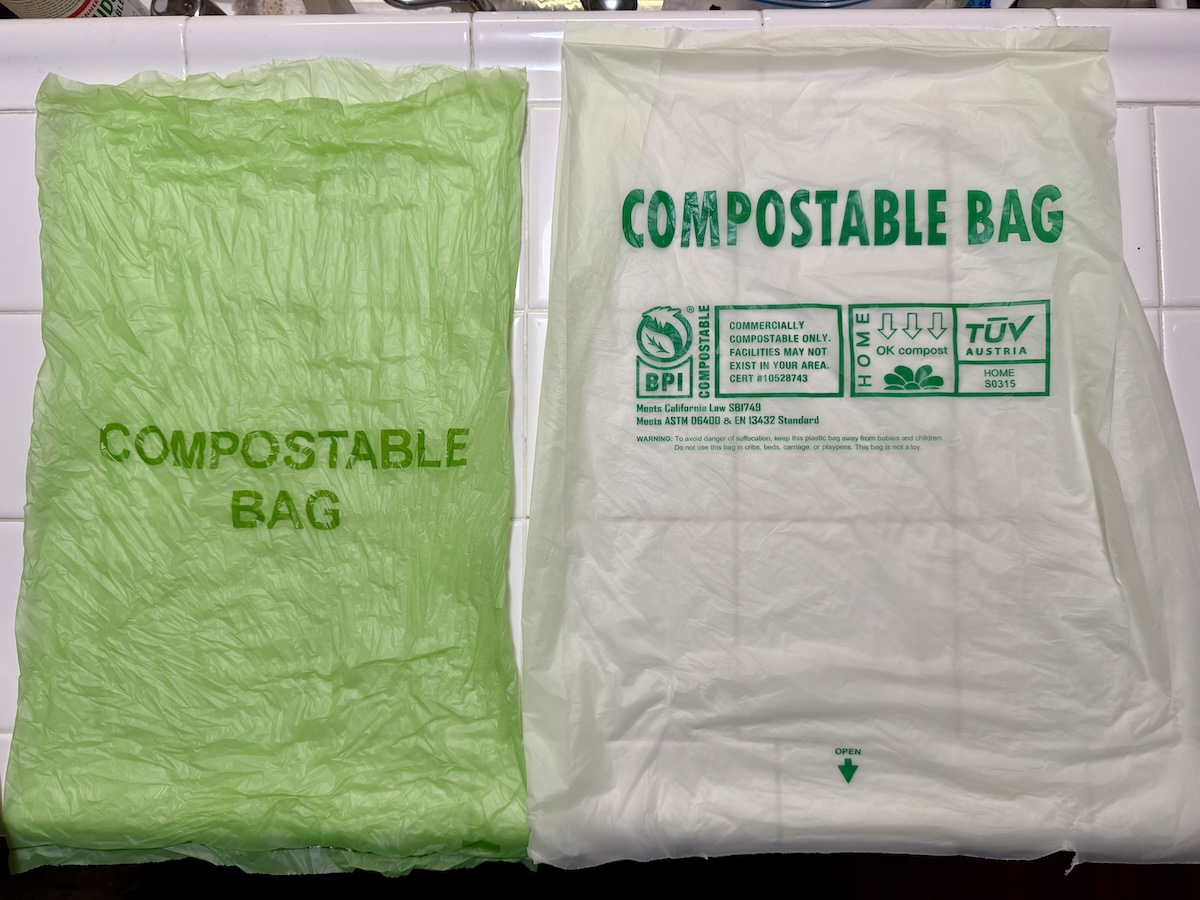 COMPOSTABLE
BAG
COMPOSTABLE BAG
BPI
®
COMPOSTABLE
COMMERCIALLY
COMPOSTABLE ONLY.
FACILITIES MAY NOT
EXIST IN YOUR AREA.
CERT #10528743
HOME
OK compost
TÜV
AUSTRIA
HOME
S0315
Meets California Law SB1749
Meets ASTM D6400 & EN 13432 Standard
WARNING: To avoid danger of suffocation, keep this plastic bag away from babies and children.
Do not use this bag in cribs, beds, carriage, or playpens. This bag is not a toy.
OPEN